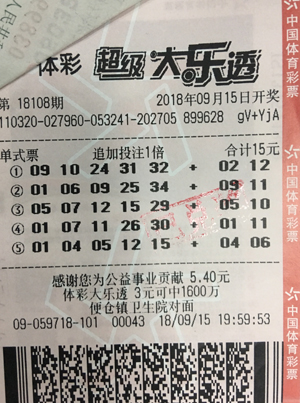 体彩 超级大乐透
第 18108期 2018年09月15日开奖
110320-027960-053241-202705 899628 gV+YjA
单式票 追加投注1倍 合计15元
① 09 10 24 31 32 + 02 12
② 01 06 09 25 34 + 09 11
③ 05 07 12 15 29 + 05 10
④ 01 07 11 26 30 + 01 11
⑤ 01 04 05 12 15 + 04 06
感谢您为公益事业贡献 5.40元
体彩大乐透 3元可中1600万
便仓镇卫生院对面
09-059718-101 00043 18/09/15 19:59:53
中国体育彩票
中国体育彩票